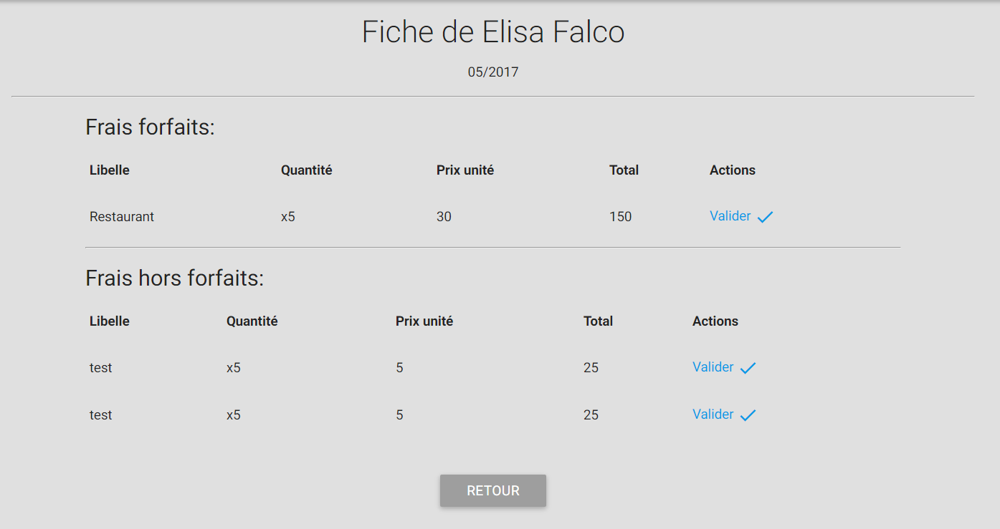 Fiche de Elisa Falco
05/2017
Frais forfaits:
Libelle Quantité Prix unité Total Actions
Restaurant x5 30 150 Valider
Frais hors forfaits:
Libelle Quantité Prix unité Total Actions
test x5 5 25 Valider
test x5 5 25 Valider
RETOUR